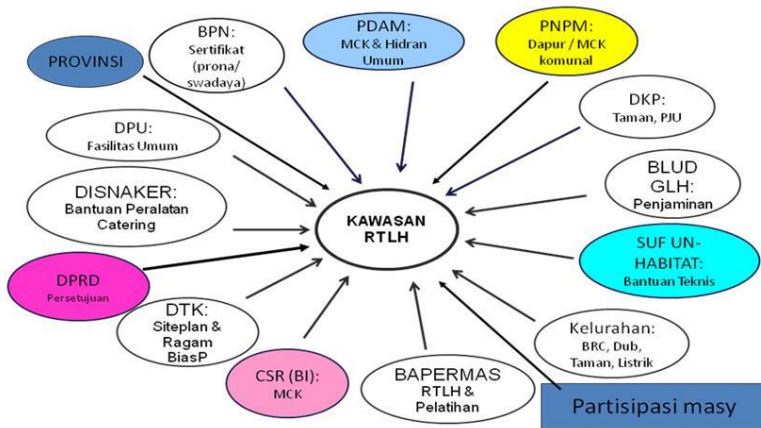 PROVINSI
BPN:
Sertifikat
(prona/
swadaya)
PDAM:
MCK & Hidran
Umum
PNPM:
Dapur / MCK
komunal
DKP:
Taman, PJU
DPU:
Fasilitas Umum
BLUD
GLH:
Penjaminan
DISNAKER:
Bantuan Peralatan
Catering
KAWASAN
RTLH
SUF UN-
HABITAT:
Bantuan Teknis
DPRD
Persetujuan
DTK:
Siteplan &
Ragam
BiasP
Kelurahan:
BRC, Dub,
Taman, Listrik
CSR (BI):
MCK
BAPERMAS
RTLH &
Pelatihan
Partisipasi masy